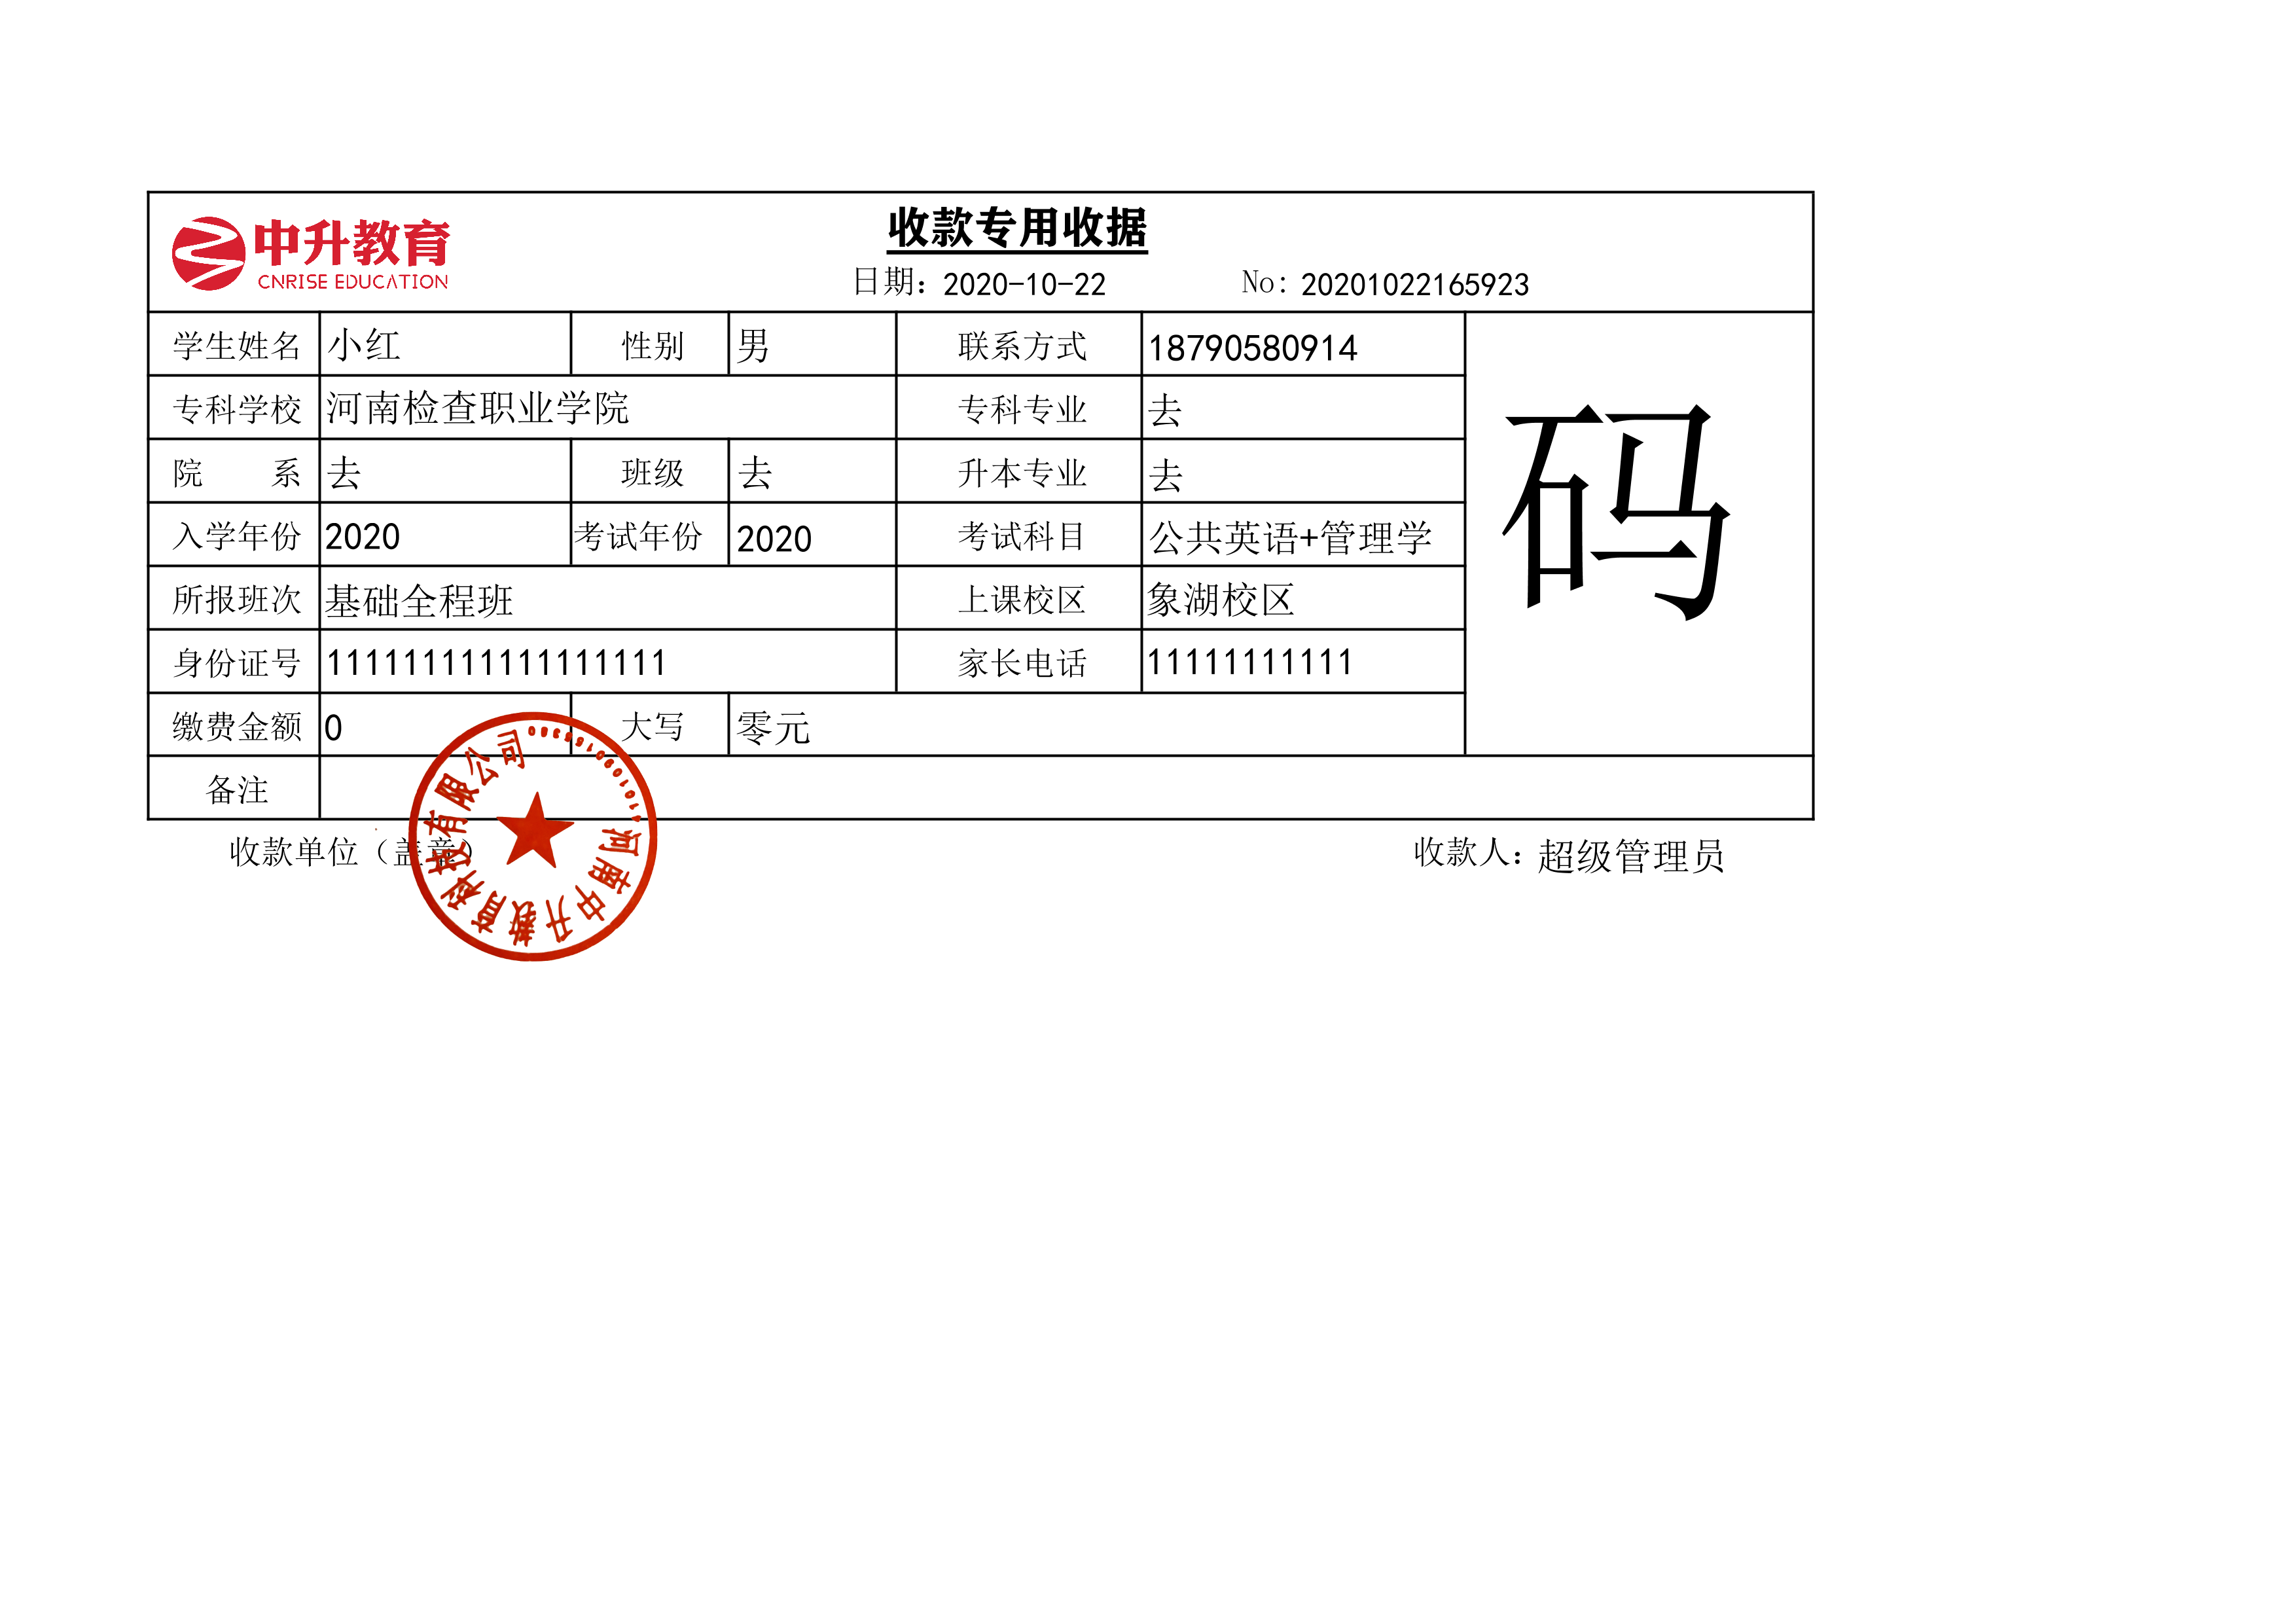 中升教育
CNRISE EDUCATION
收款专用收据
日期：2020-10-22 No: 20201022165923
学生姓名 小红 性别 男 联系方式 18790580914
专科学校 河南检查职业学院 专科专业 去
院 系 去 班级 去 升本专业 去
入学年份 2020 考试年份 2020 考试科目 公共英语+管理学
所报班次 基础全程班 上课校区 象湖校区
身份证号 111111111111111111 家长电话 11111111111
缴费金额 0 大写 零元
码
备注
收款单位（盖章） 收款人：超级管理员
河南中升教育科技有限公司